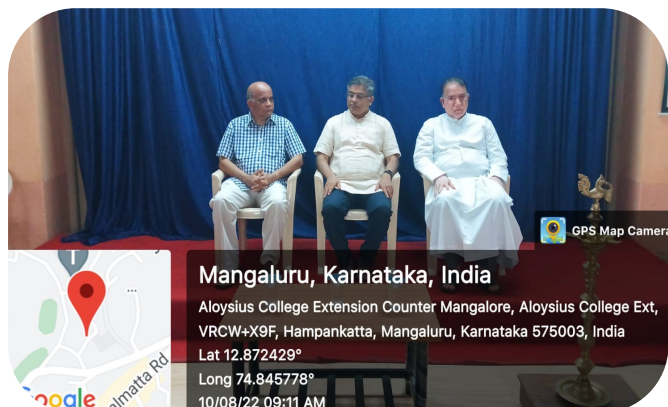 GPS Map Camera
Mangaluru, Karnataka, India
Aloysius College Extension Counter Mangalore, Aloysius College Ext,
VRCW+X9F, Hampankatta, Mangaluru, Karnataka 575003, India
Lat 12.872429°
Long 74.845778°
10/08/22 09:11 AM
Google